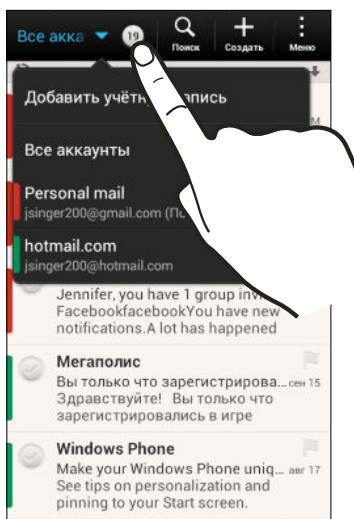 Все акка 19
Поиск Создать Меню
Добавить учётн запись
Все аккаунты
Personal mail
jsinger200@gmail.com
hotmail.com
jsinger200@hotmail.com
Jennifer, you have 1 group
FacebookfacebookYou have new
notifications.A lot has happened
Мегаполис
Вы только что зарегистрирова... сен 15
Здравствуйте! Вы только что
зарегистрировались в игре
Windows Phone
Make your Windows Phone uniq... авг 17
See tips on personalization and
pinning to your Start screen.